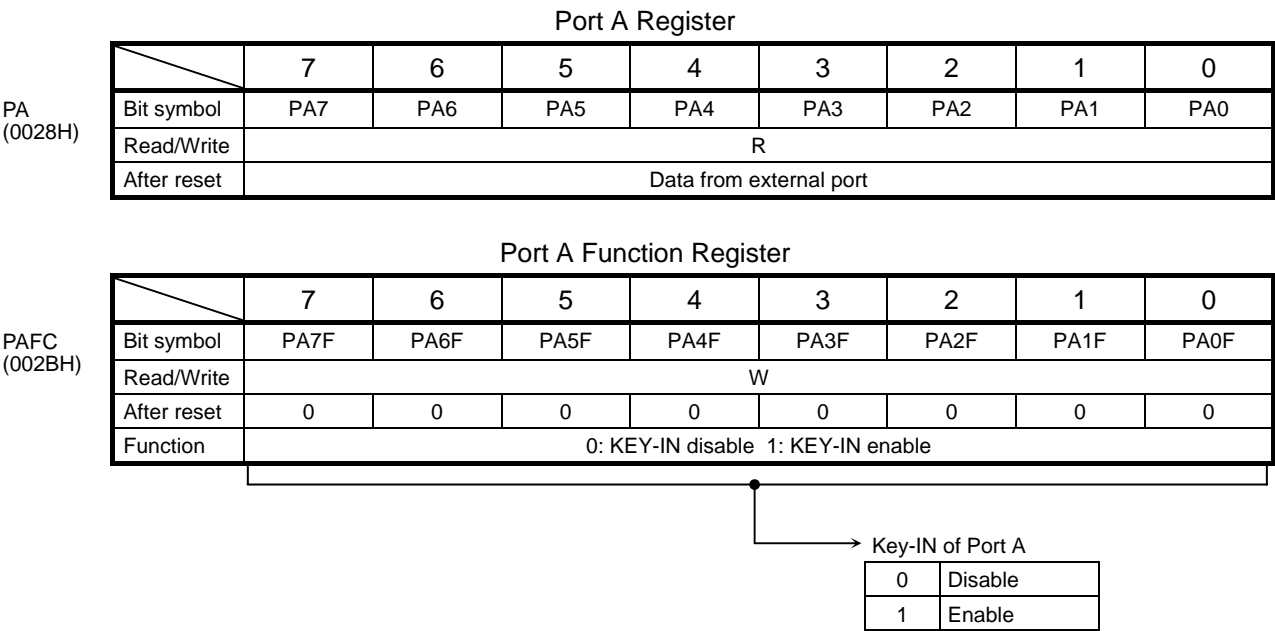 Port A Register
7 6 5 4 3 2 1 0
PA
(0028H)
Bit symbol PA7 PA6 PA5 PA4 PA3 PA2 PA1 PA0
Read/Write R
After reset Data from external port
Port A Function Register
7 6 5 4 3 2 1 0
PAFC
(002BH)
Bit symbol PA7F PA6F PA5F PA4F PA3F PA2F PA1F PA0F
Read/Write W
After reset 0 0 0 0 0 0 0 0
Function 0: KEY-IN disable 1: KEY-IN enable
Key-IN of Port A
0 Disable
1 Enable